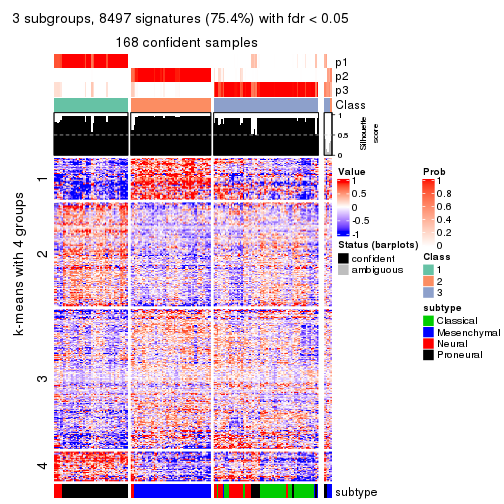 3 subgroups, 8497 signatures (75.4%) with fdr < 0.05
168 confident samples
p1
p2
p3
Class
1
0.5
0
Silhouette
score
k-means with 4 groups
1
2
3
4
subtype
Value
1
0.5
0
-0.5
-1
Status (barplots)
confident
ambiguous
Prob
1
0.8
0.6
0.4
0.2
0
Class
1
2
3
subtype
Classical
Mesenchymal
Neural
Proneural